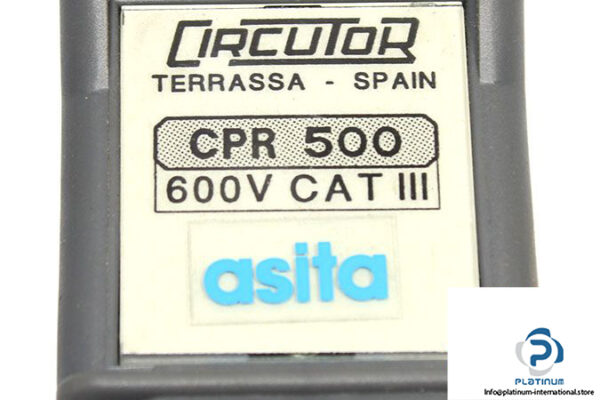 CIRCUTOR
TERRASSA - SPAIN
CPR 500
600V CAT III
asita
PLATINUM
info@platinum-international.store